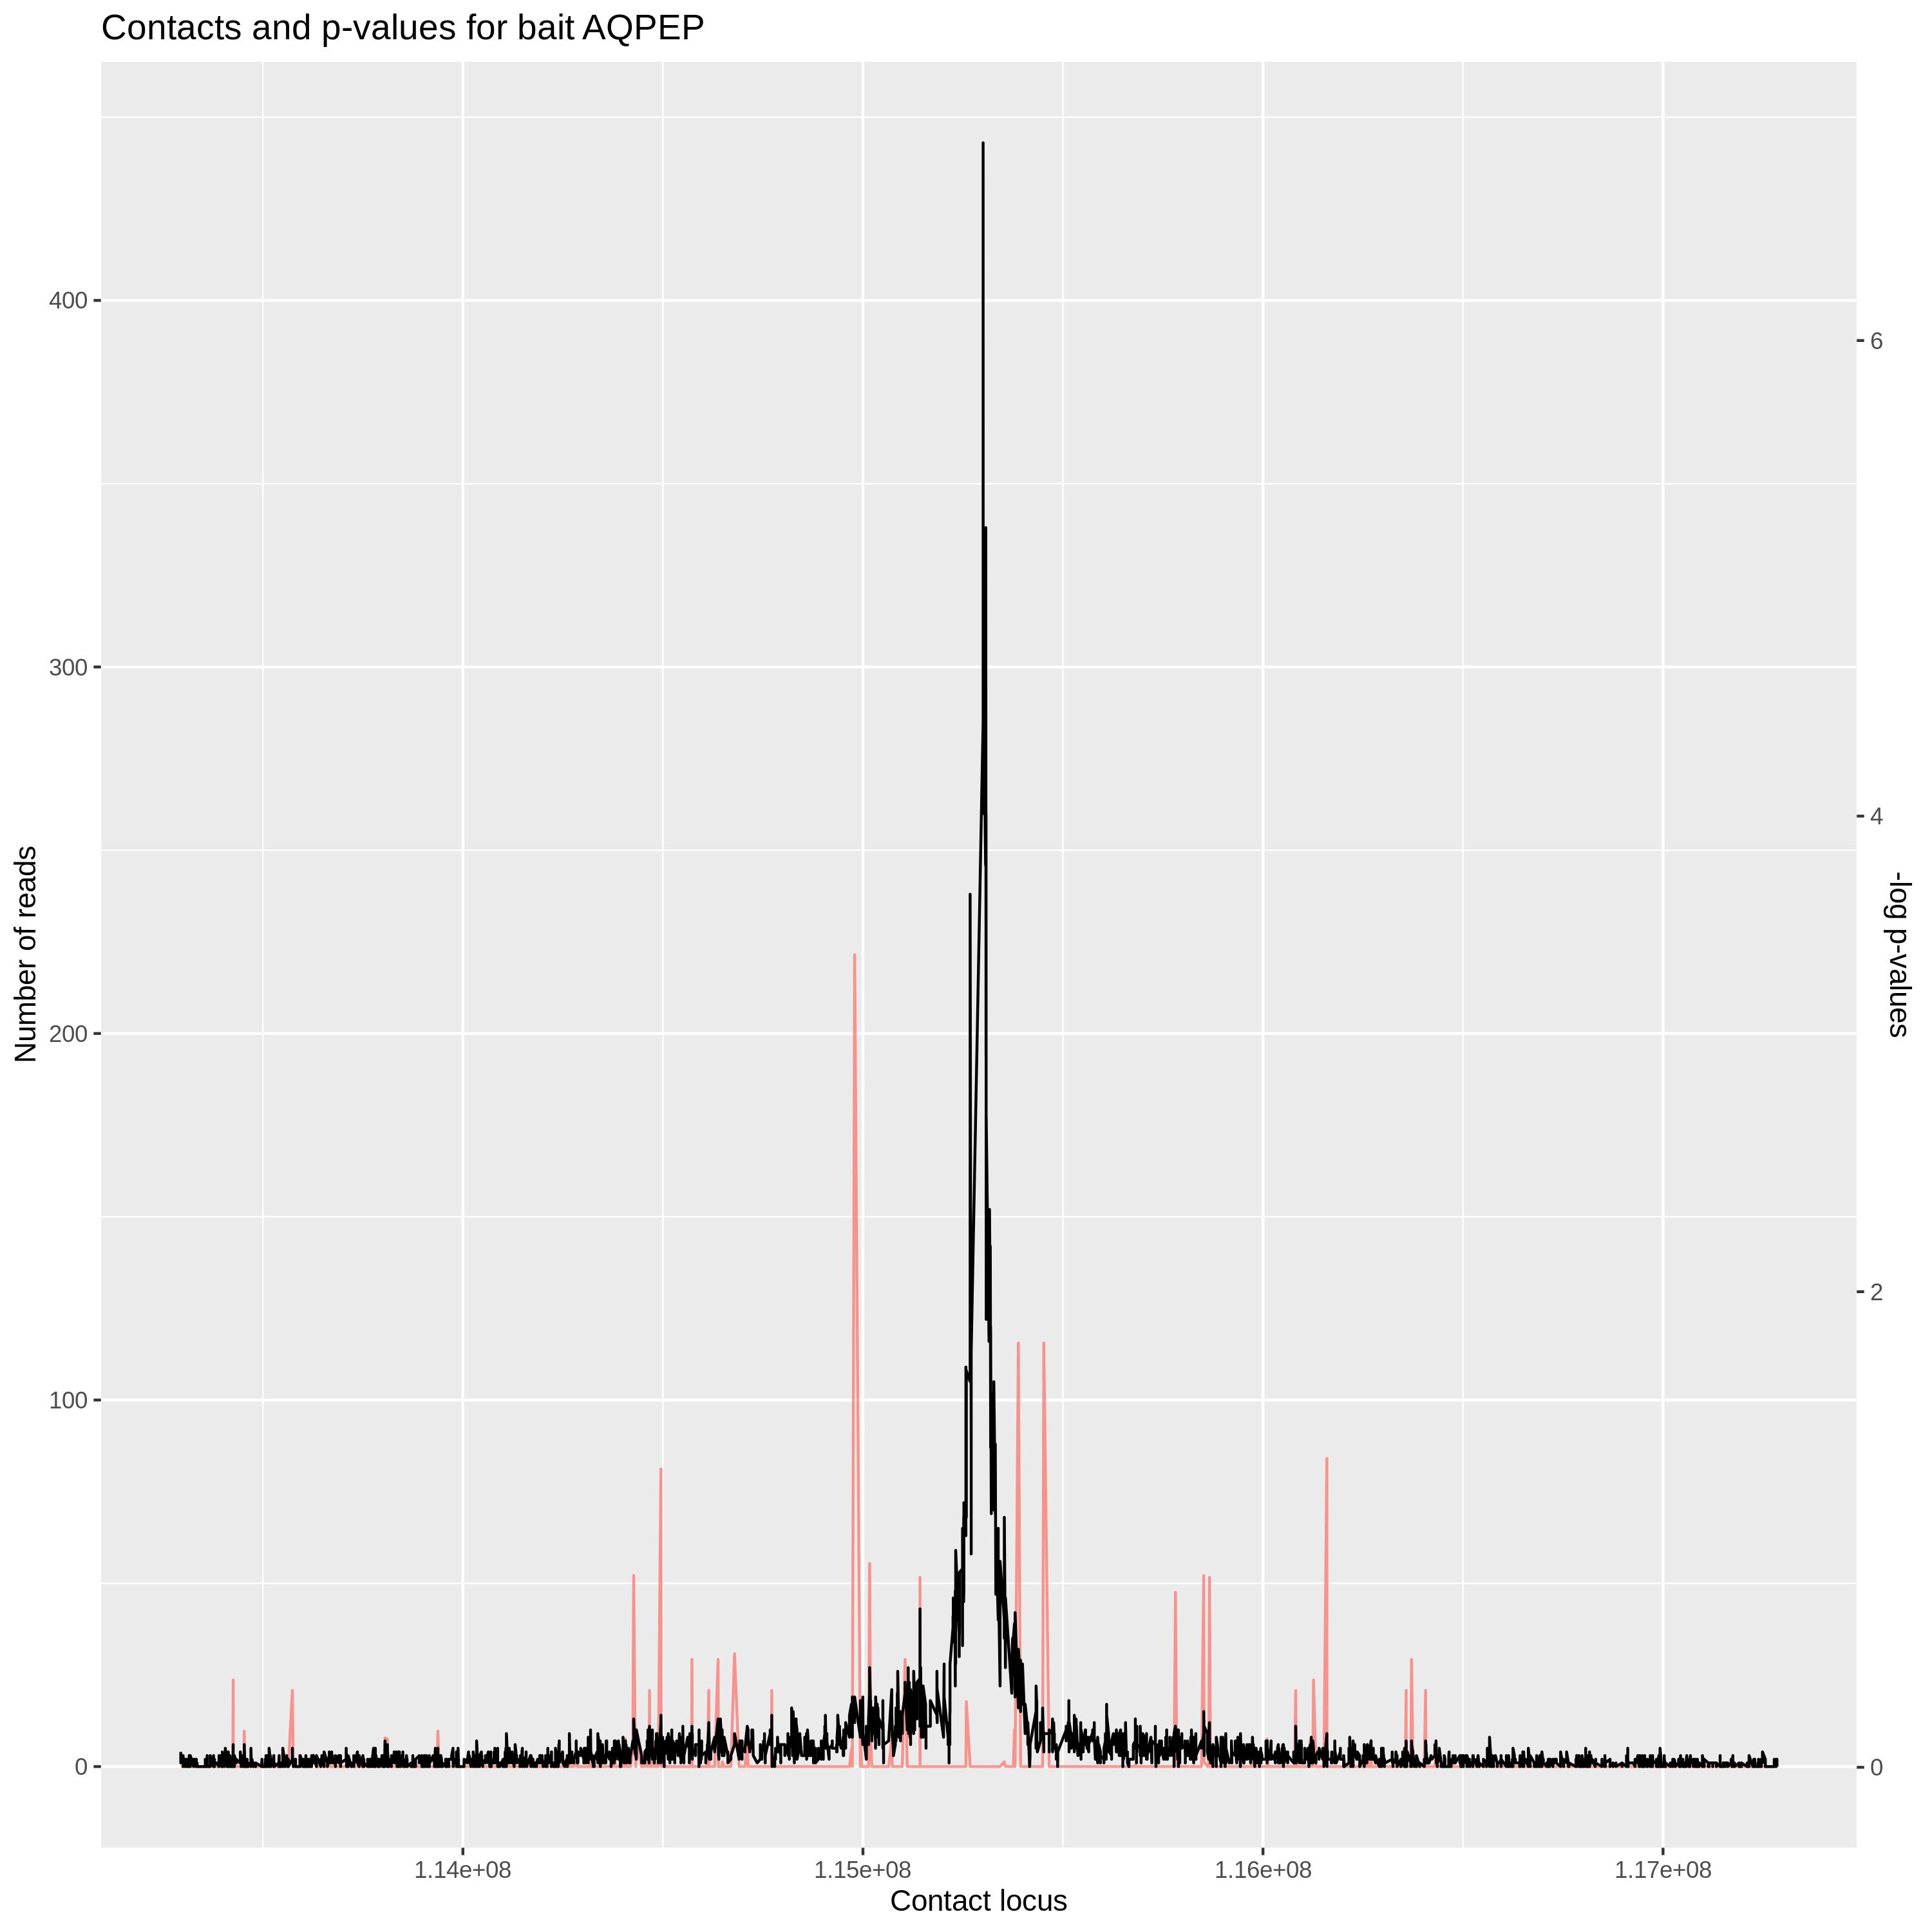 Contacts and p-values for bait AQPEP
400
300
200
100
0
Number of reads
6
4
2
0
-log p-values
1.14e+08
1.15e+08
1.16e+08
1.17e+08
Contact locus